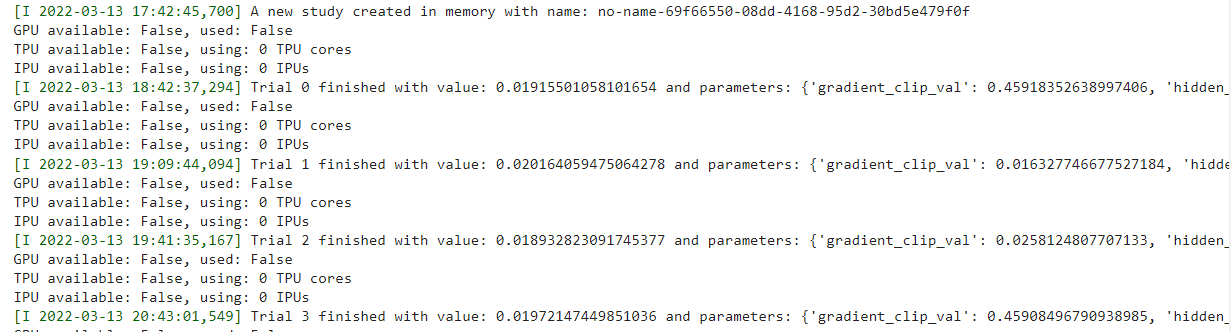 [I 2022-03-13 17:42:45,700] A new study created in memory with name: no-name-69f66550-08dd-4168-95d2-30bd5e479f0f
GPU available: False, used: False
TPU available: False, using: 0 TPU cores
IPU available: False, using: 0 IPUs
[I 2022-03-13 18:42:37,294] Trial 0 finished with value: 0.01915501058101654 and parameters: {'gradient_clip_val': 0.45918352638997406, 'hidden_
GPU available: False, used: False
TPU available: False, using: 0 TPU cores
IPU available: False, using: 0 IPUs
[I 2022-03-13 19:09:44,094] Trial 1 finished with value: 0.020164059475064278 and parameters: {'gradient_clip_val': 0.016327746677527184, 'hidde
GPU available: False, used: False
TPU available: False, using: 0 TPU cores
IPU available: False, using: 0 IPUs
[I 2022-03-13 19:41:35,167] Trial 2 finished with value: 0.018932823091745377 and parameters: {'gradient_clip_val': 0.0258124807707133, 'hidden_
GPU available: False, used: False
TPU available: False, using: 0 TPU cores
IPU available: False, using: 0 IPUs
[I 2022-03-13 20:43:01,549] Trial 3 finished with value: 0.01972147449851036 and parameters: {'gradient_clip_val': 0.45908496790938985, 'hidden_